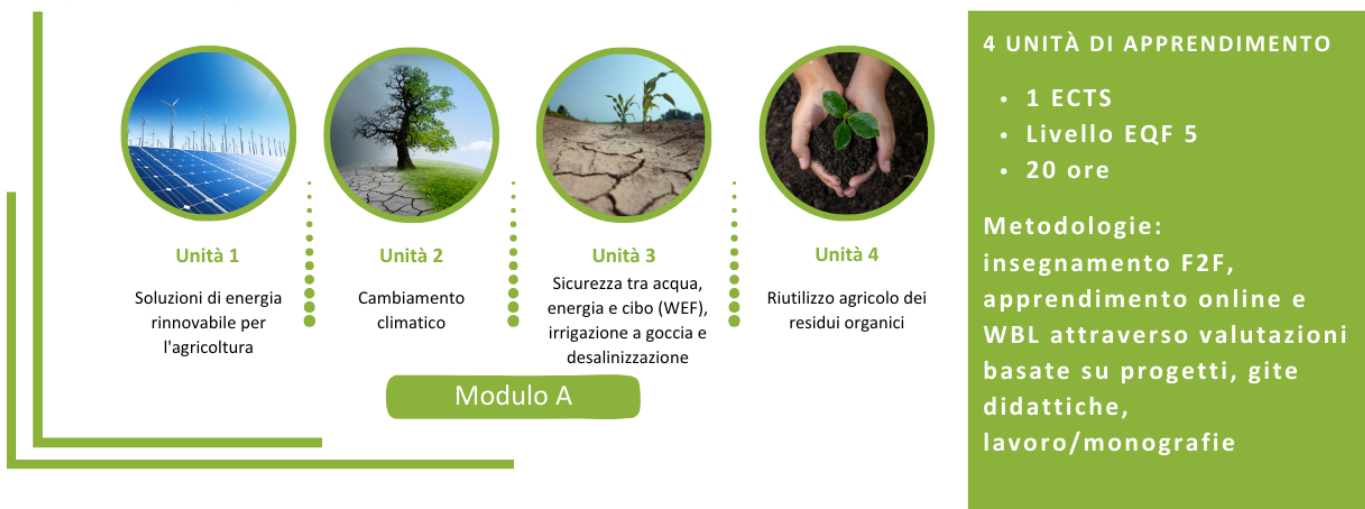 Unità 1
Soluzioni di energia
rinnovabile per
l'agricoltura
Unità 2
Cambiamento
climatico
Unità 3
Sicurezza tra acqua,
energia e cibo (WEF),
irrigazione a goccia e
desalinizzazione
Unità 4
Riutilizzo agricolo dei
residui organici
Modulo A
4 UNITÀ DI APPRENDIMENTO
• 1 ECTS
• Livello EQF 5
• 20 ore
Metodologie:
insegnamento F2F,
apprendimento online e
WBL attraverso valutazioni
basate su progetti, gite
didattiche,
lavoro/monografie